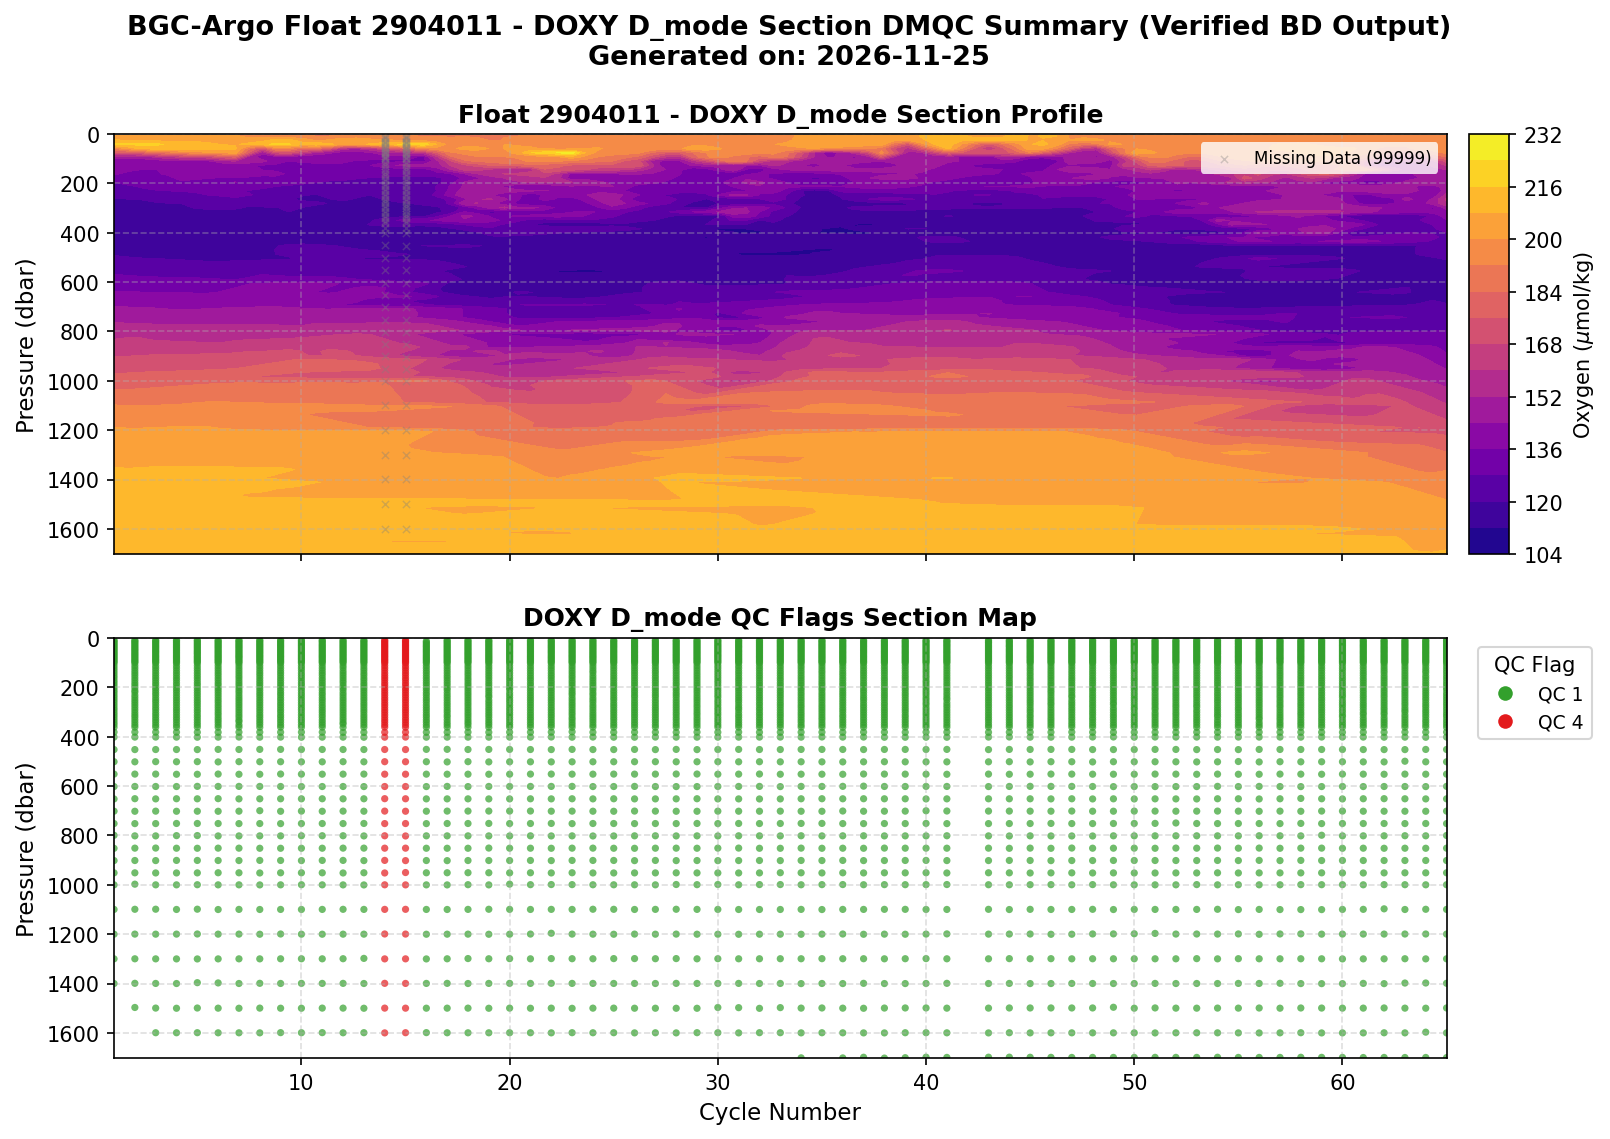 BGC-Argo Float 2904011 - DOXY D_mode Section DMQC Summary (Verified BD Output)
Generated on: 2026-11-25
Float 2904011 - DOXY D_mode Section Profile
Pressure (dbar)
0
200
400
600
800
1000
1200
1400
1600
× Missing Data (99999)
232
216
200
184
168
152
136
120
104
Oxygen (μmol/kg)
DOXY D_mode QC Flags Section Map
Pressure (dbar)
0
200
400
600
800
1000
1200
1400
1600
10 20 30 40 50 60
Cycle Number
QC Flag
QC 1
QC 4